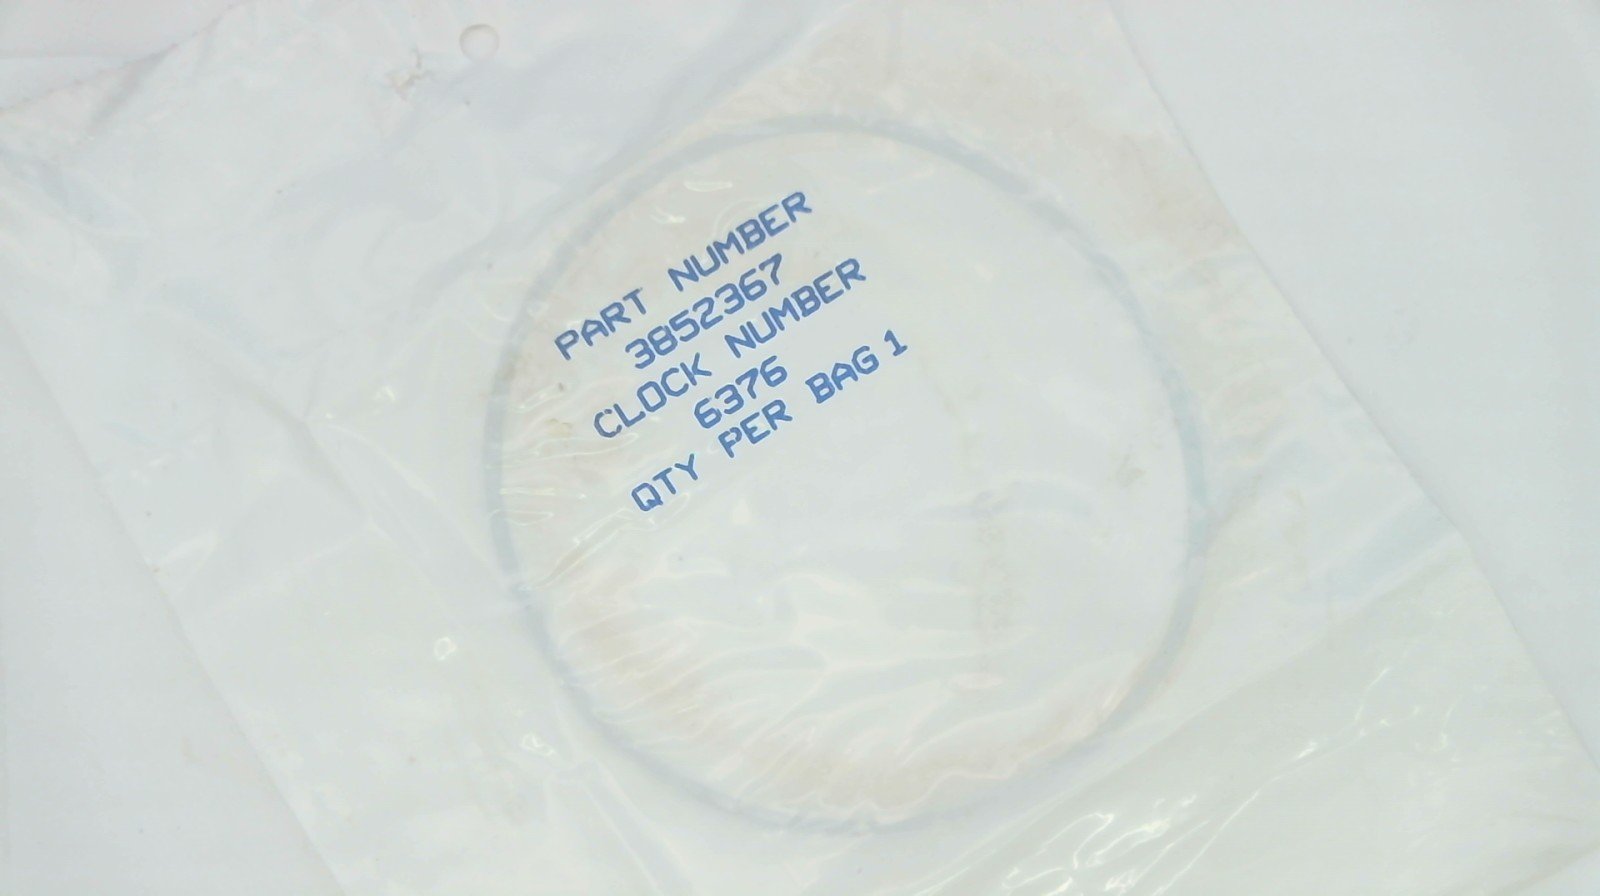 PART NUMBER
3852367
CLOCK NUMBER
6376
QTY PER BAG 1